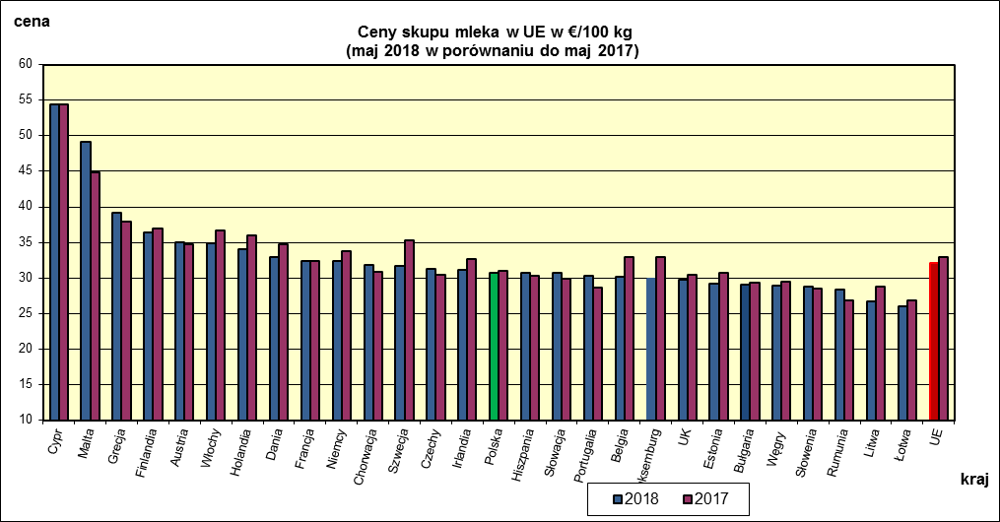 cena
Ceny skupu mleka w UE w €/100 kg
(maj 2018 w porównaniu do maj 2017)
60
55
50
45
40
35
30
25
20
15
10
Cypr
Malta
Grecja
Finlandia
Austria
Włochy
Holandia
Dania
Francja
Niemcy
Chorwacja
Szwecja
Czechy
Irlandia
Polska
Hiszpania
Słowacja
Portugalia
Belgia
eksemburg
UK
Estonia
Bułgaria
Węgry
Słowenia
Rumunia
Litwa
Łotwa
UE
kraj
2018
2017